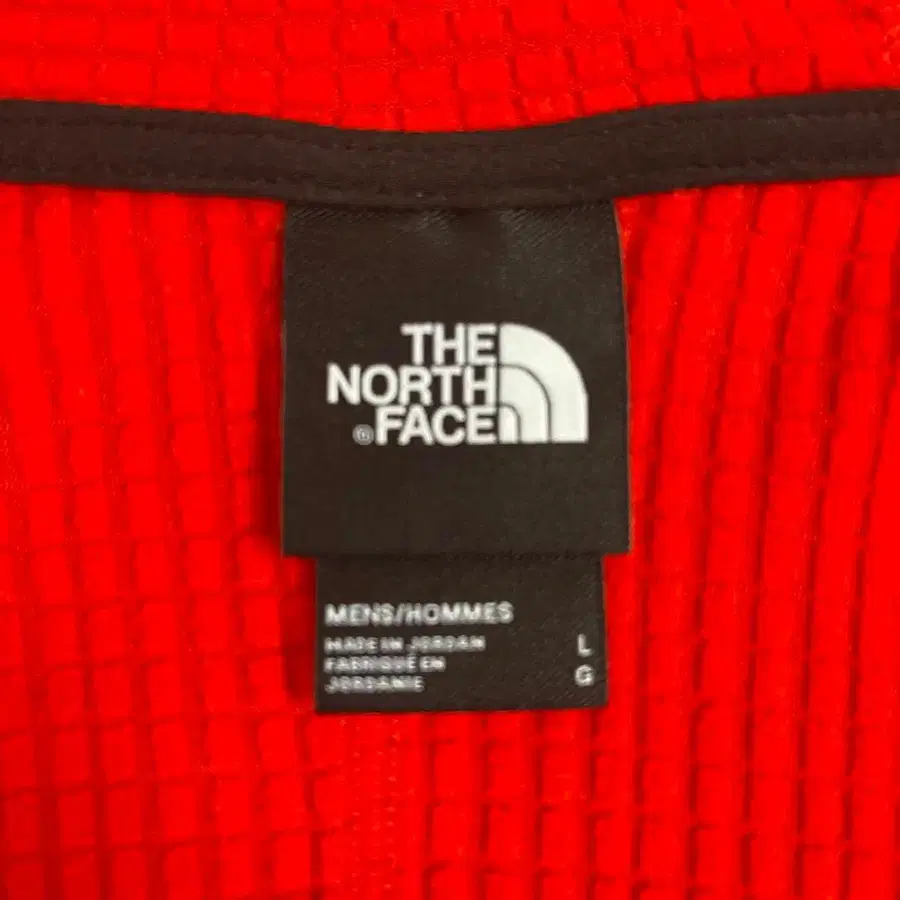 THE
NORTH
®FACE
MENS/HOMMES
MADE IN JORDAN L
FABRIQUÉ EN
JORDANIE G